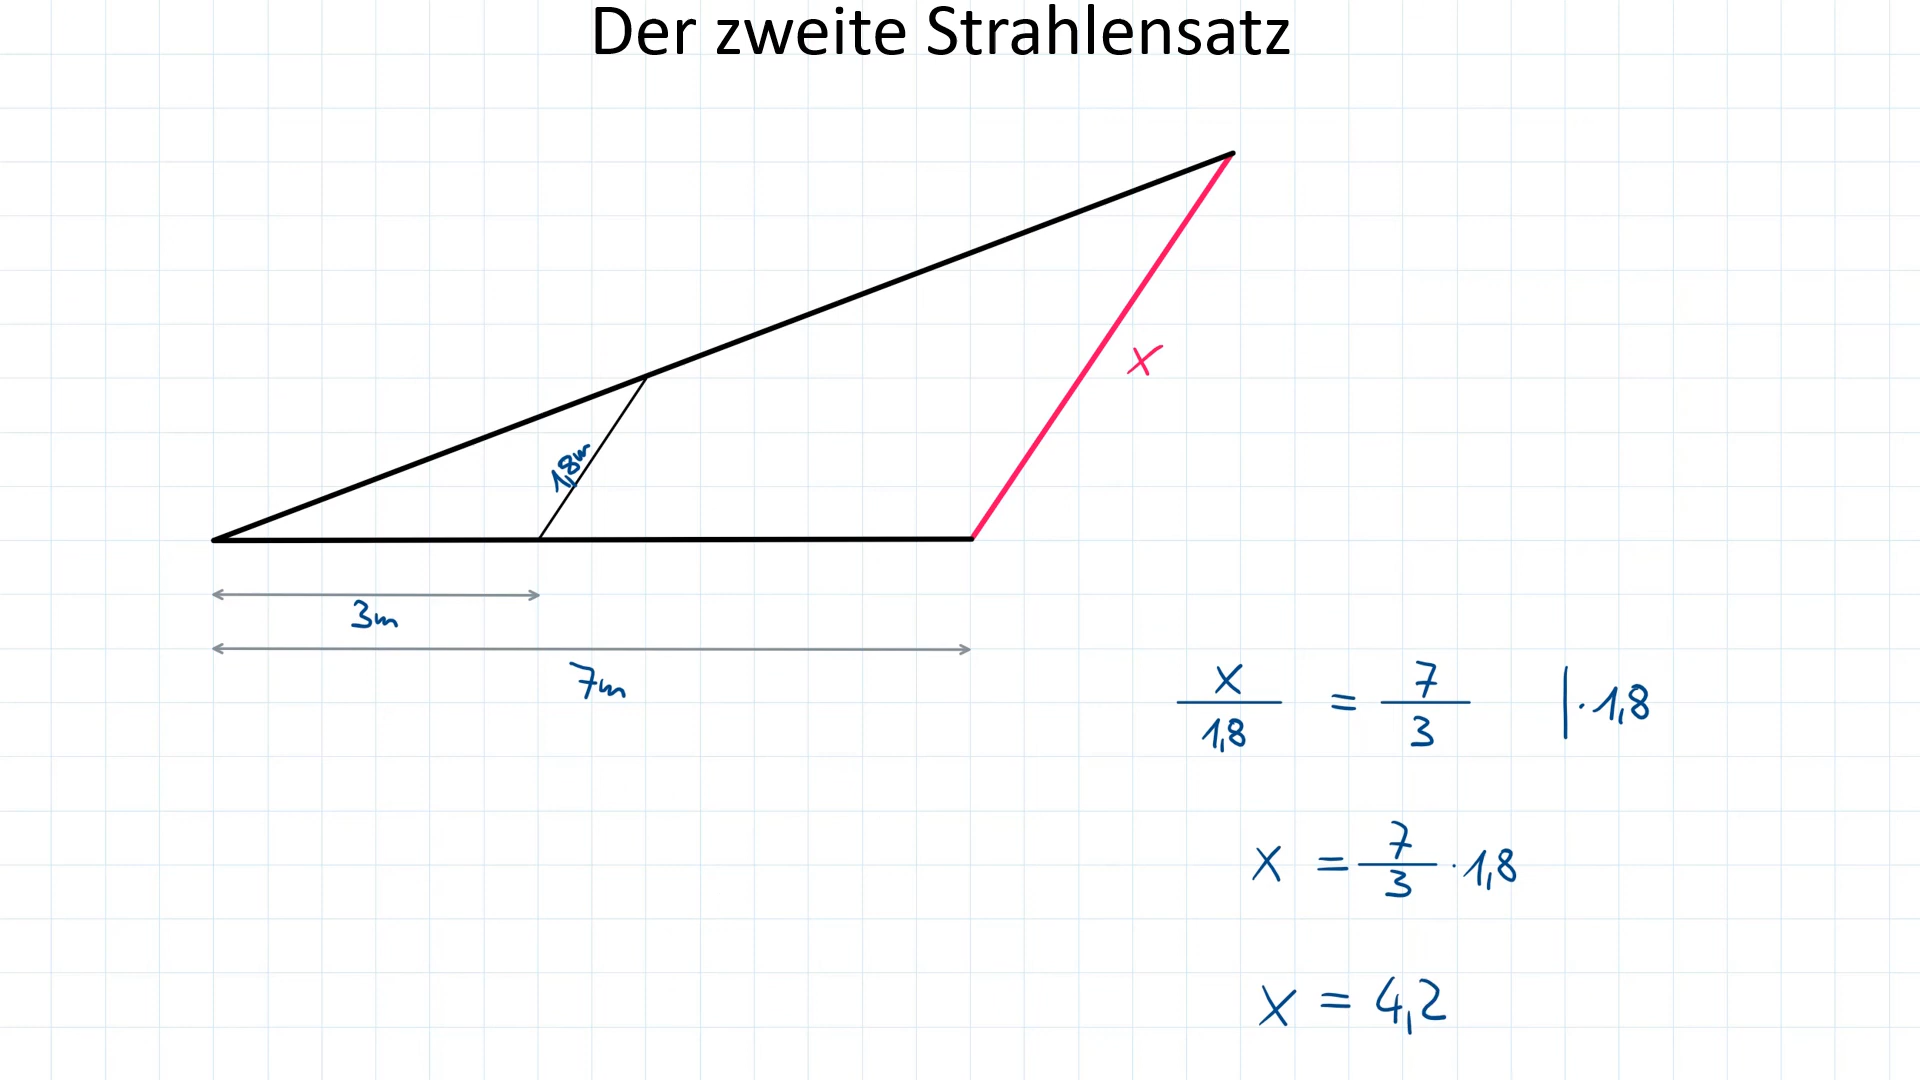 Der zweite Strahlensatz
x
1,8m
3m
7m
x/1,8 = 7/3 |·1,8
x = 7/3 · 1,8
x = 4,2